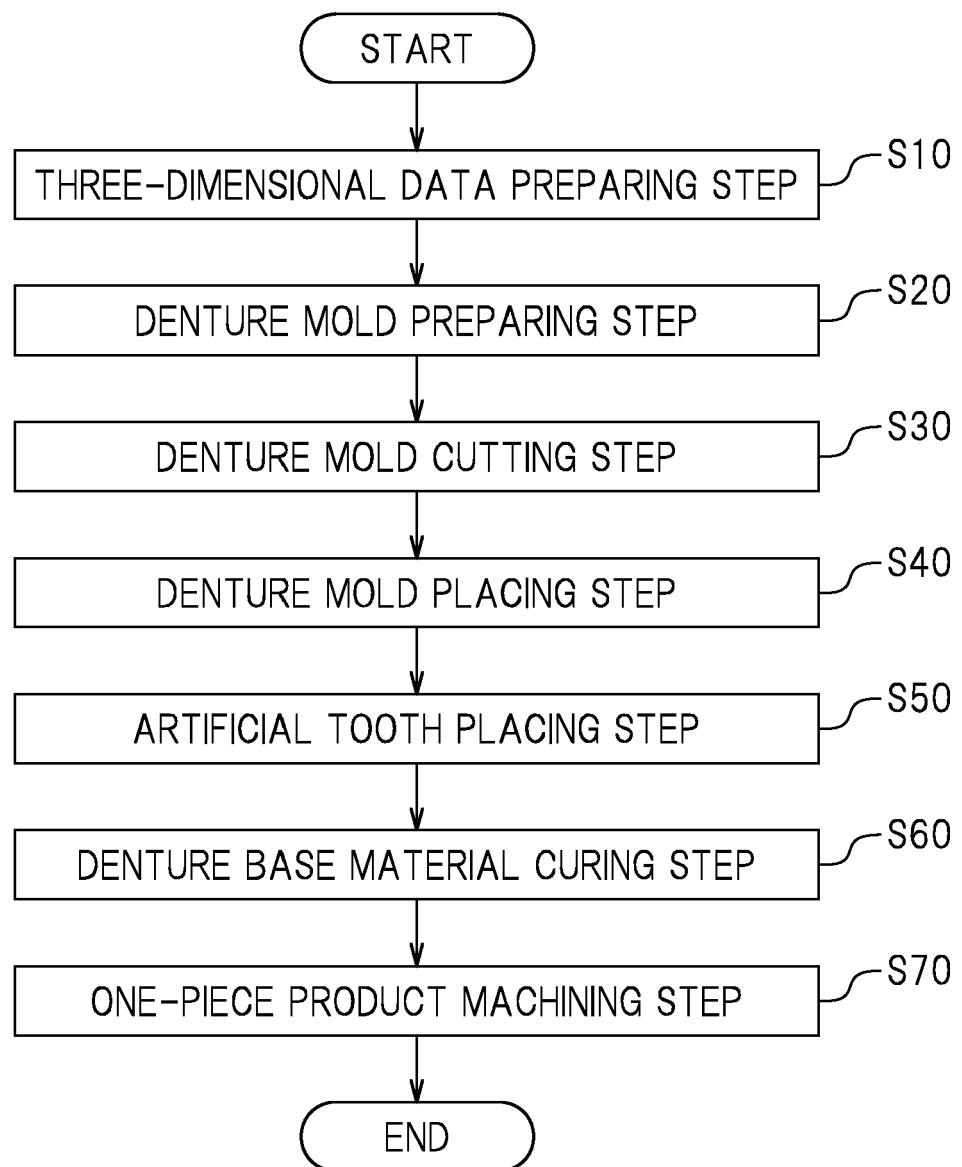 START
THREE-DIMENSIONAL DATA PREPARING STEP
S10
DENTURE MOLD PREPARING STEP
S20
DENTURE MOLD CUTTING STEP
S30
DENTURE MOLD PLACING STEP
S40
ARTIFICIAL TOOTH PLACING STEP
S50
DENTURE BASE MATERIAL CURING STEP
S60
ONE-PIECE PRODUCT MACHINING STEP
S70
END